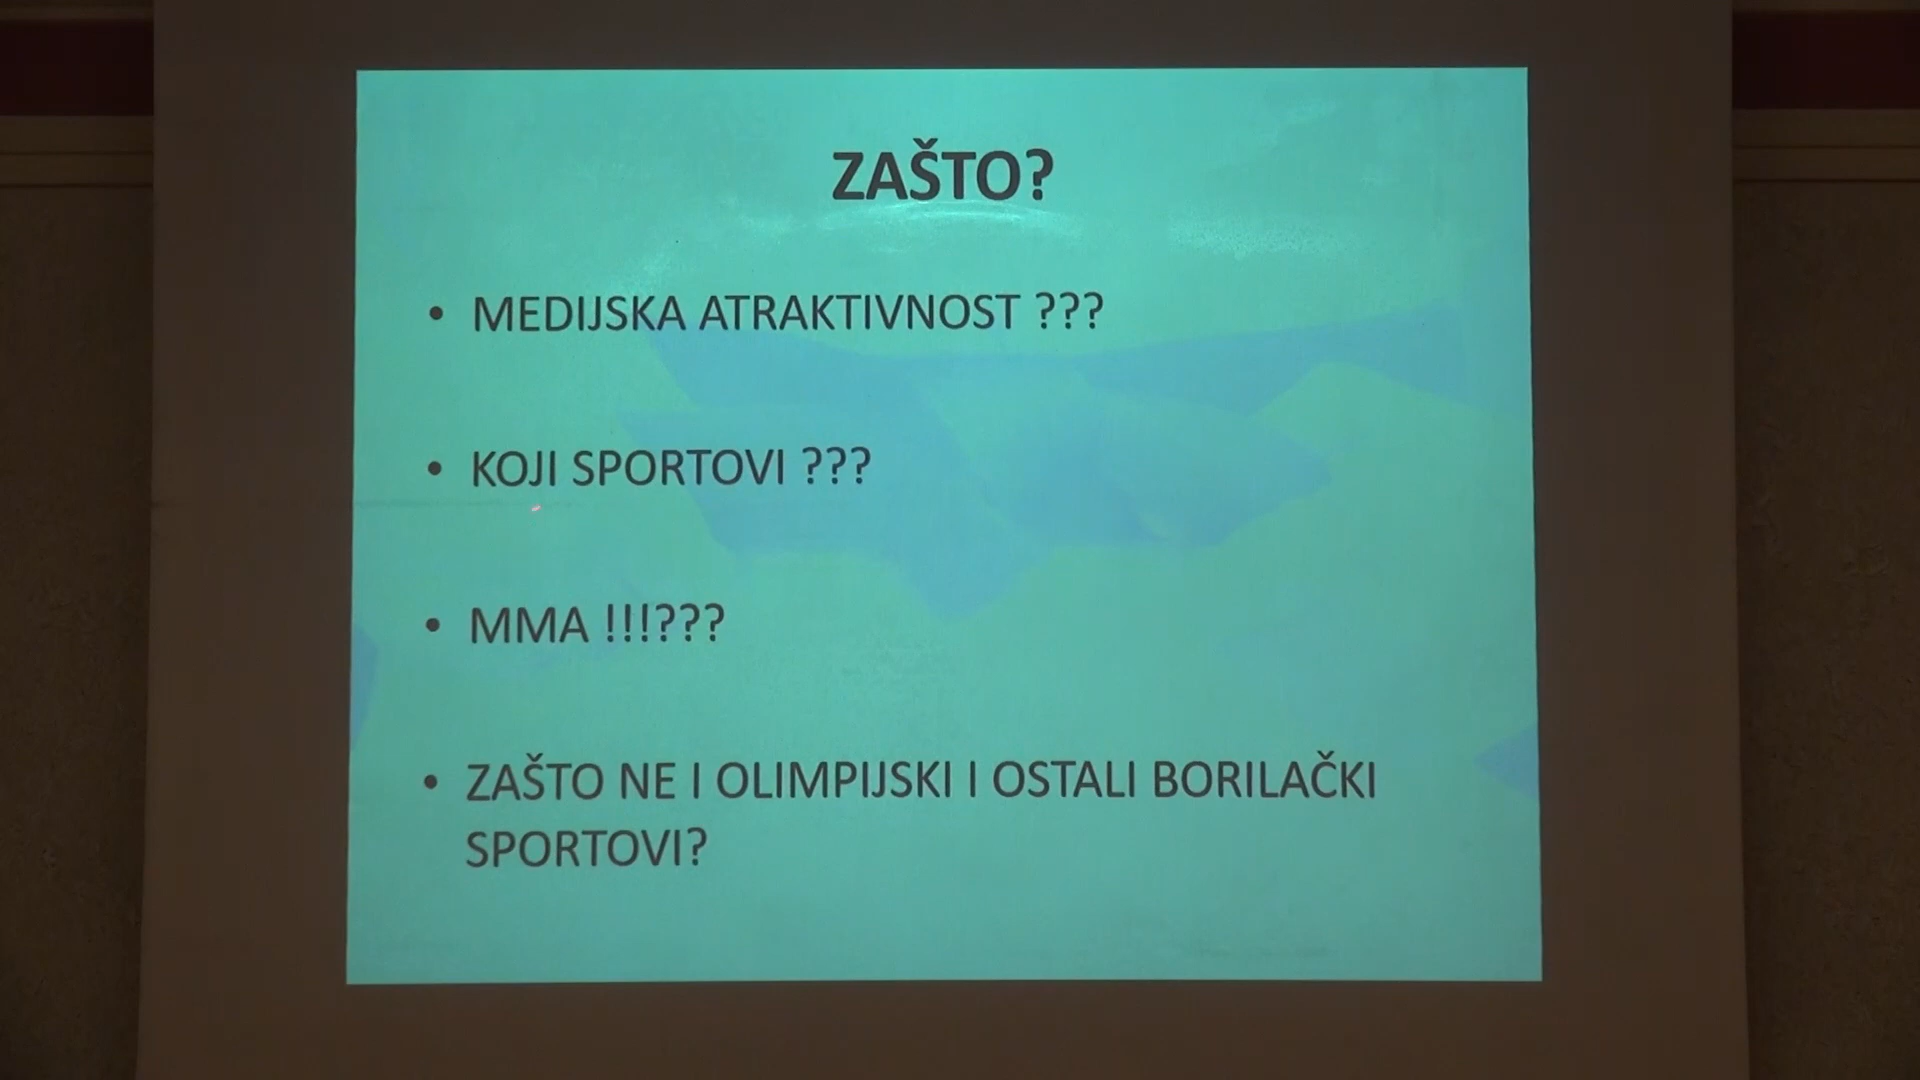 ZAŠTO?
• MEDIJSKA ATRAKTIVNOST ???
• KOJI SPORTOVI ???
• MMA !!!???
• ZAŠTO NE I OLIMPIJSKI I OSTALI BORILAČKI
SPORTOVI?